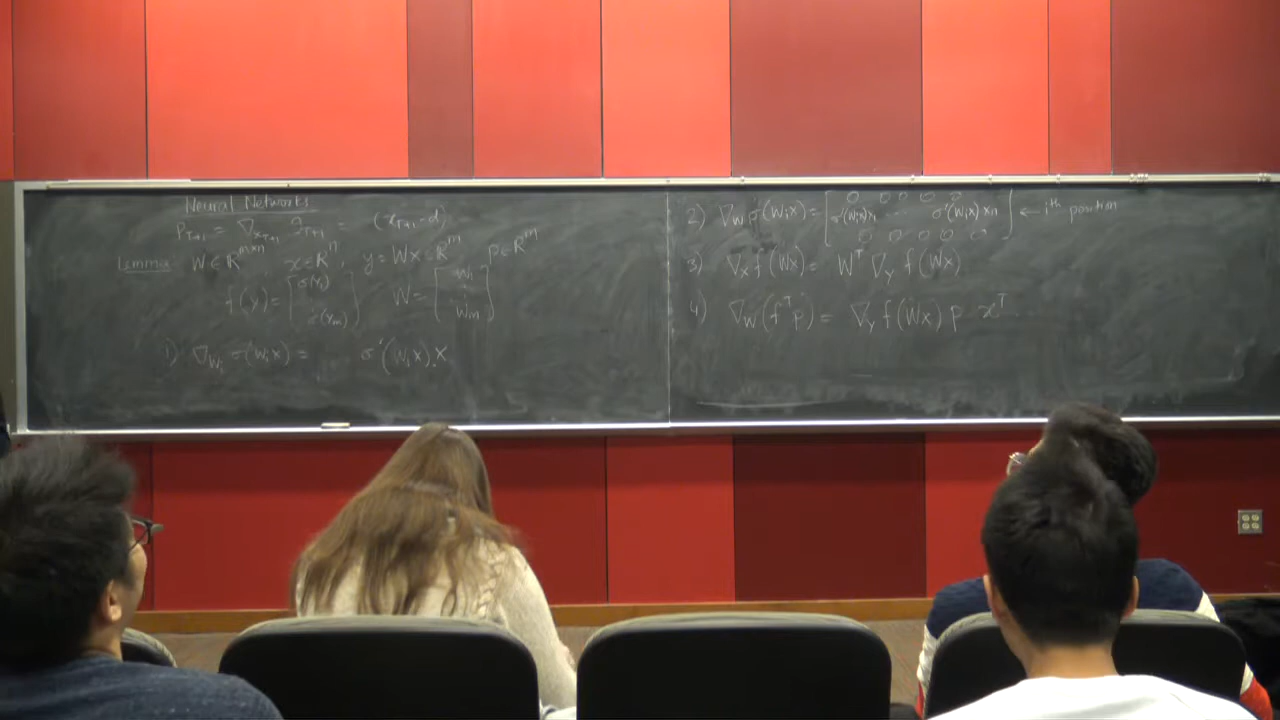 Neural Networks
P_{T+1} = ∇_{x_{T+1}} g_{T+1} = (x_{T+1} - d)
Lemma: W ∈ R^{m×n} x ∈ R^n, y = Wx ∈ R^m p ∈ R^m
f(y) = [σ(y_1) ⋮ σ(y_m)] W = [w_1 ⋮ w_m]
1) ∇_{W_i} σ(W_i x) = σ'(W_i x) x
2) ∇_W σ(W_i x) = [0 0 0 0 0 / σ'(W_i x) x_1 ... σ'(W_i x) x_n / 0 0 0 0 0] ← i^{th} position
3) ∇_x f(Wx) = W^T ∇_y f(Wx)
4) ∇_W (f^T p) = ∇_y f(Wx) p x^T